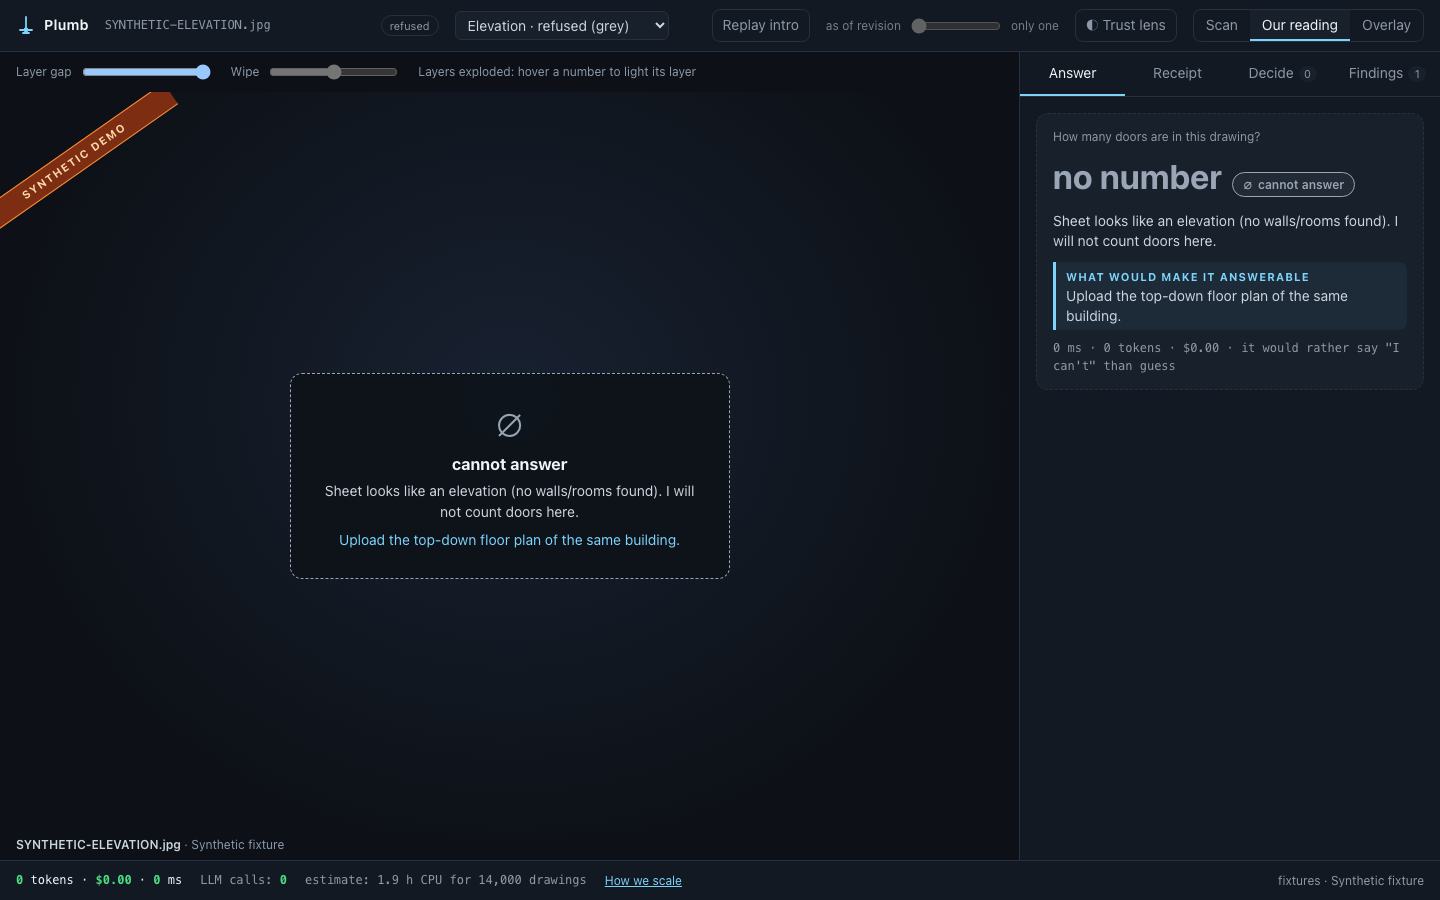 Plumb SYNTHETIC-ELEVATION.jpg refused Elevation · refused (grey) Replay intro as of revision only one Trust lens Scan Our reading Overlay
Layer gap Wipe Layers exploded: hover a number to light its layer
Answer Receipt Decide 0 Findings 1
SYNTHETIC DEMO
How many doors are in this drawing?
no number ∅ cannot answer
Sheet looks like an elevation (no walls/rooms found). I
will not count doors here.
WHAT WOULD MAKE IT ANSWERABLE
Upload the top-down floor plan of the same
building.
0 ms · 0 tokens · $0.00 · it would rather say "I
can't" than guess
∅
cannot answer
Sheet looks like an elevation (no walls/rooms found). I will
not count doors here.
Upload the top-down floor plan of the same building.
SYNTHETIC-ELEVATION.jpg · Synthetic fixture
0 tokens · $0.00 · 0 ms LLM calls: 0 estimate: 1.9 h CPU for 14,000 drawings How we scale fixtures · Synthetic fixture